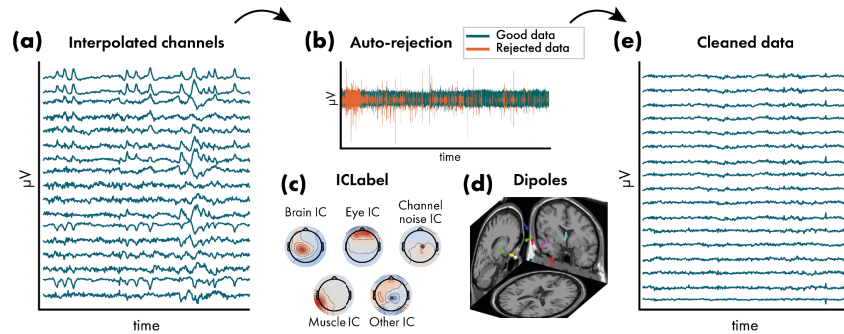 (a) Interpolated channels
µV
time
(b) Auto-rejection
Good data
Rejected data
µV
time
(c) ICLabel
Brain IC
Eye IC
Channel
noise IC
Muscle IC
Other IC
(d) Dipoles
(e) Cleaned data
µV
time